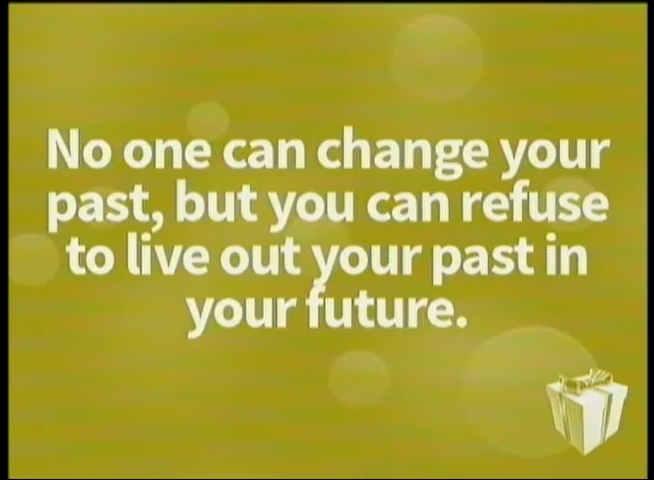 No one can change your
past, but you can refuse
to live out your past in
your future.